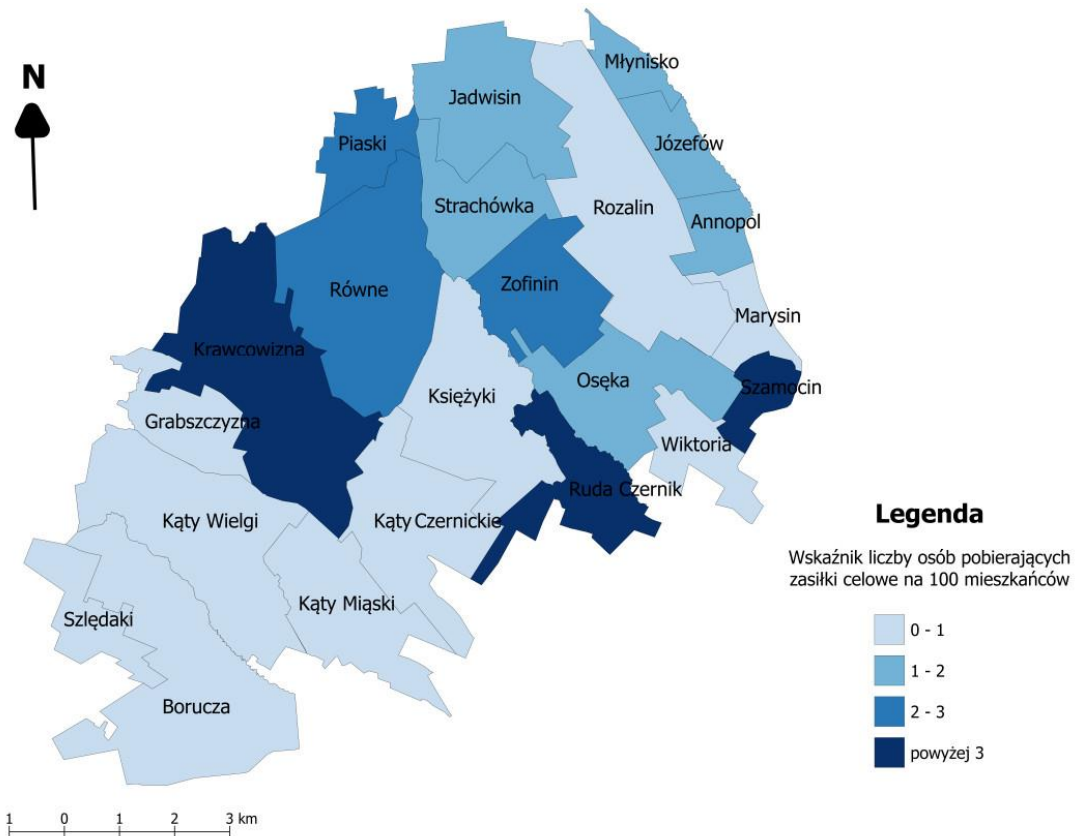 N
Młynisko
Jadwisin
Piaski
Józefów
Strachówka
Rozalin
Annopol
Zofinin
Równe
Marysin
Krawcowizna
Osęka
Szamocin
Księżyki
Grabszczyzna
Wiktoria
Ruda Czernik
Kąty Wielgi
Kąty Czernickie
Kąty Miąski
Szlędaki
Borucza
Legenda
Wskaźnik liczby osób pobierających
zasiłki celowe na 100 mieszkańców
0 - 1
1 - 2
2 - 3
powyżej 3
1 0 1 2 3 km